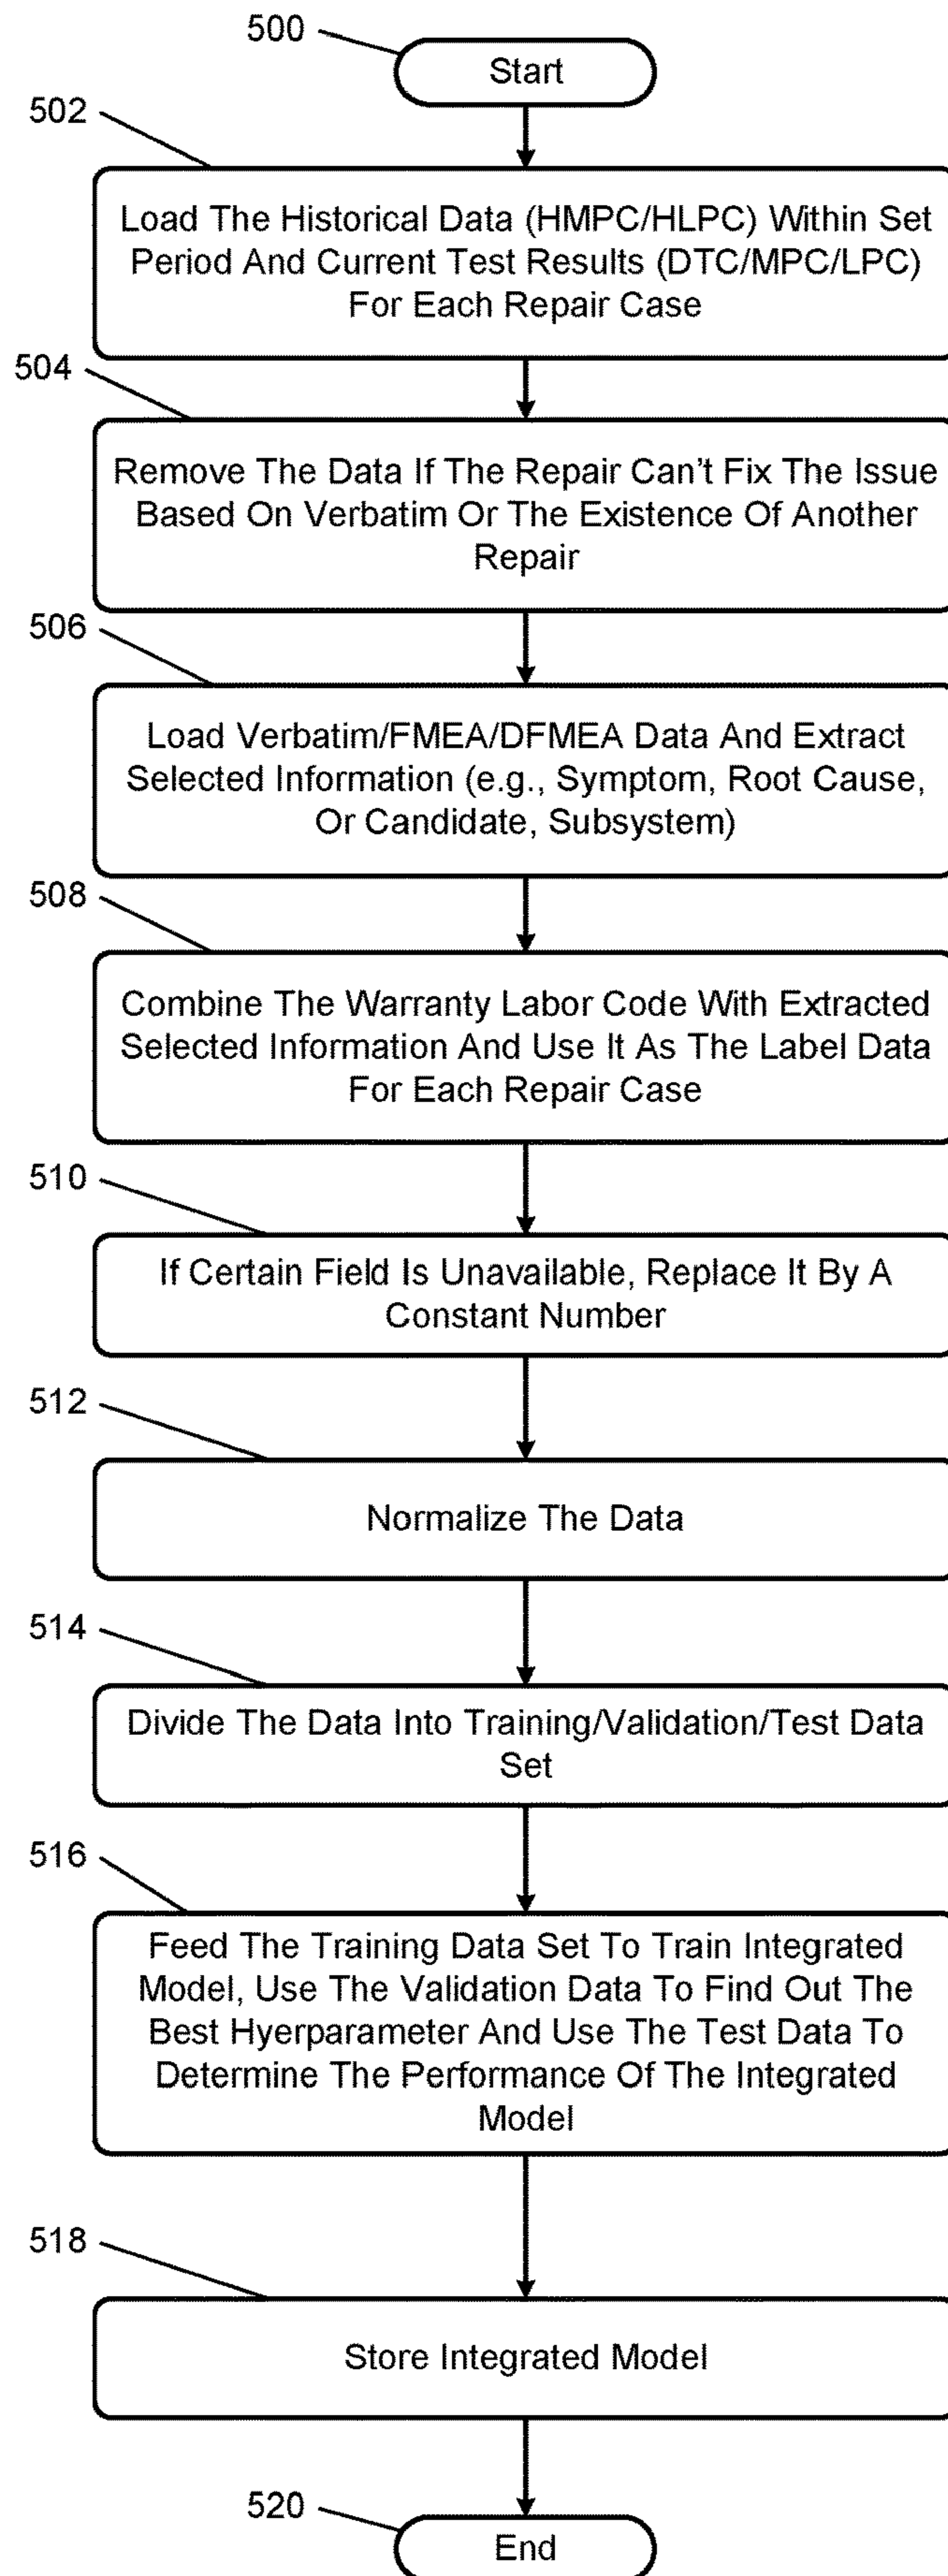 500
Start
502
Load The Historical Data (HMPC/HLPC) Within Set
Period And Current Test Results (DTC/MPC/LPC)
For Each Repair Case
504
Remove The Data If The Repair Can't Fix The Issue
Based On Verbatim Or The Existence Of Another
Repair
506
Load Verbatim/FMEA/DFMEA Data And Extract
Selected Information (e.g., Symptom, Root Cause,
Or Candidate, Subsystem)
508
Combine The Warranty Labor Code With Extracted
Selected Information And Use It As The Label Data
For Each Repair Case
510
If Certain Field Is Unavailable, Replace It By A
Constant Number
512
Normalize The Data
514
Divide The Data Into Training/Validation/Test Data
Set
516
Feed The Training Data Set To Train Integrated
Model, Use The Validation Data To Find Out The
Best Hyerparameter And Use The Test Data To
Determine The Performance Of The Integrated
Model
518
Store Integrated Model
520
End